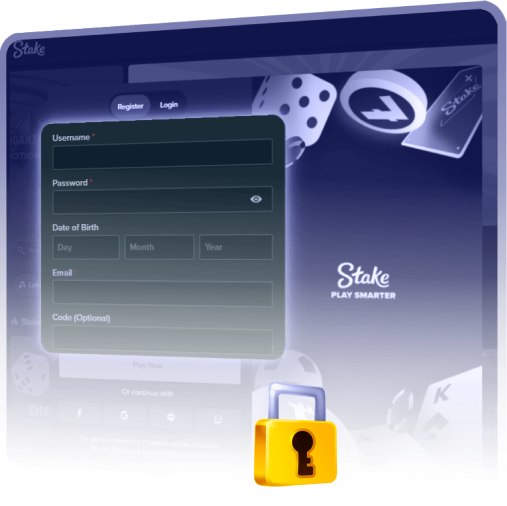 Stake
Register Login
Username *
Password *
Date of Birth
Day Month Year
Email *
Code (Optional)
Stake
Stake
PLAY SMARTER
Play Now
Or continue with
K